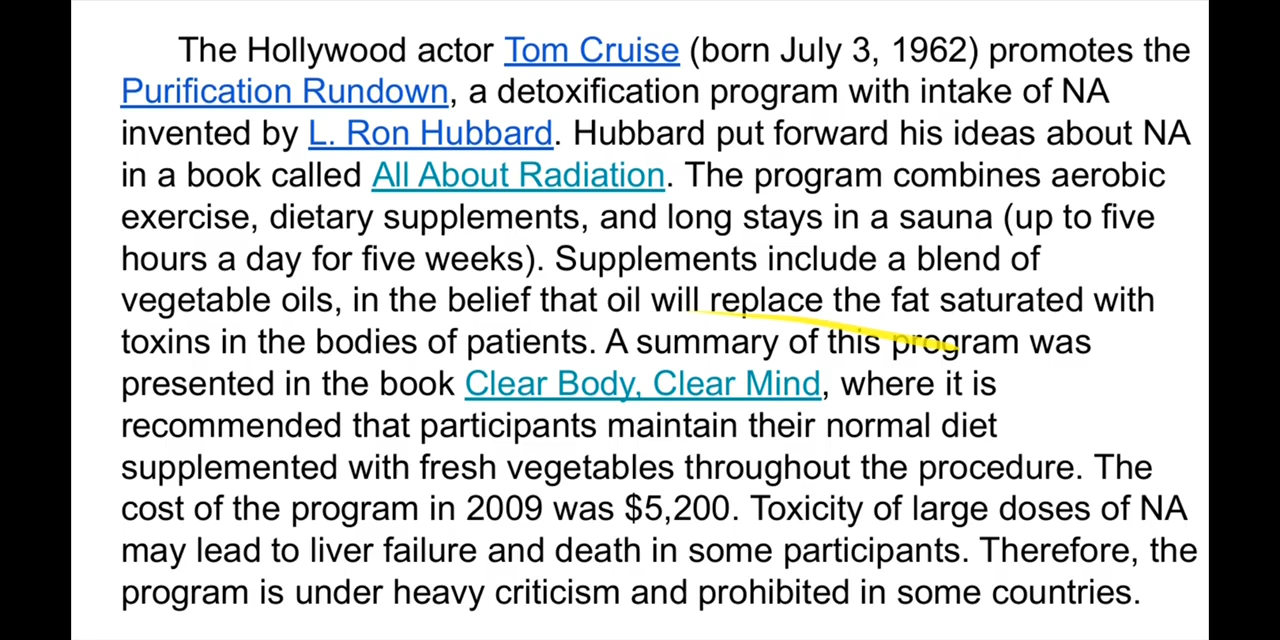 The Hollywood actor Tom Cruise (born July 3, 1962) promotes the
Purification Rundown, a detoxification program with intake of NA
invented by L. Ron Hubbard. Hubbard put forward his ideas about NA
in a book called All About Radiation. The program combines aerobic
exercise, dietary supplements, and long stays in a sauna (up to five
hours a day for five weeks). Supplements include a blend of
vegetable oils, in the belief that oil will replace the fat saturated with
toxins in the bodies of patients. A summary of this program was
presented in the book Clear Body, Clear Mind, where it is
recommended that participants maintain their normal diet
supplemented with fresh vegetables throughout the procedure. The
cost of the program in 2009 was $5,200. Toxicity of large doses of NA
may lead to liver failure and death in some participants. Therefore, the
program is under heavy criticism and prohibited in some countries.